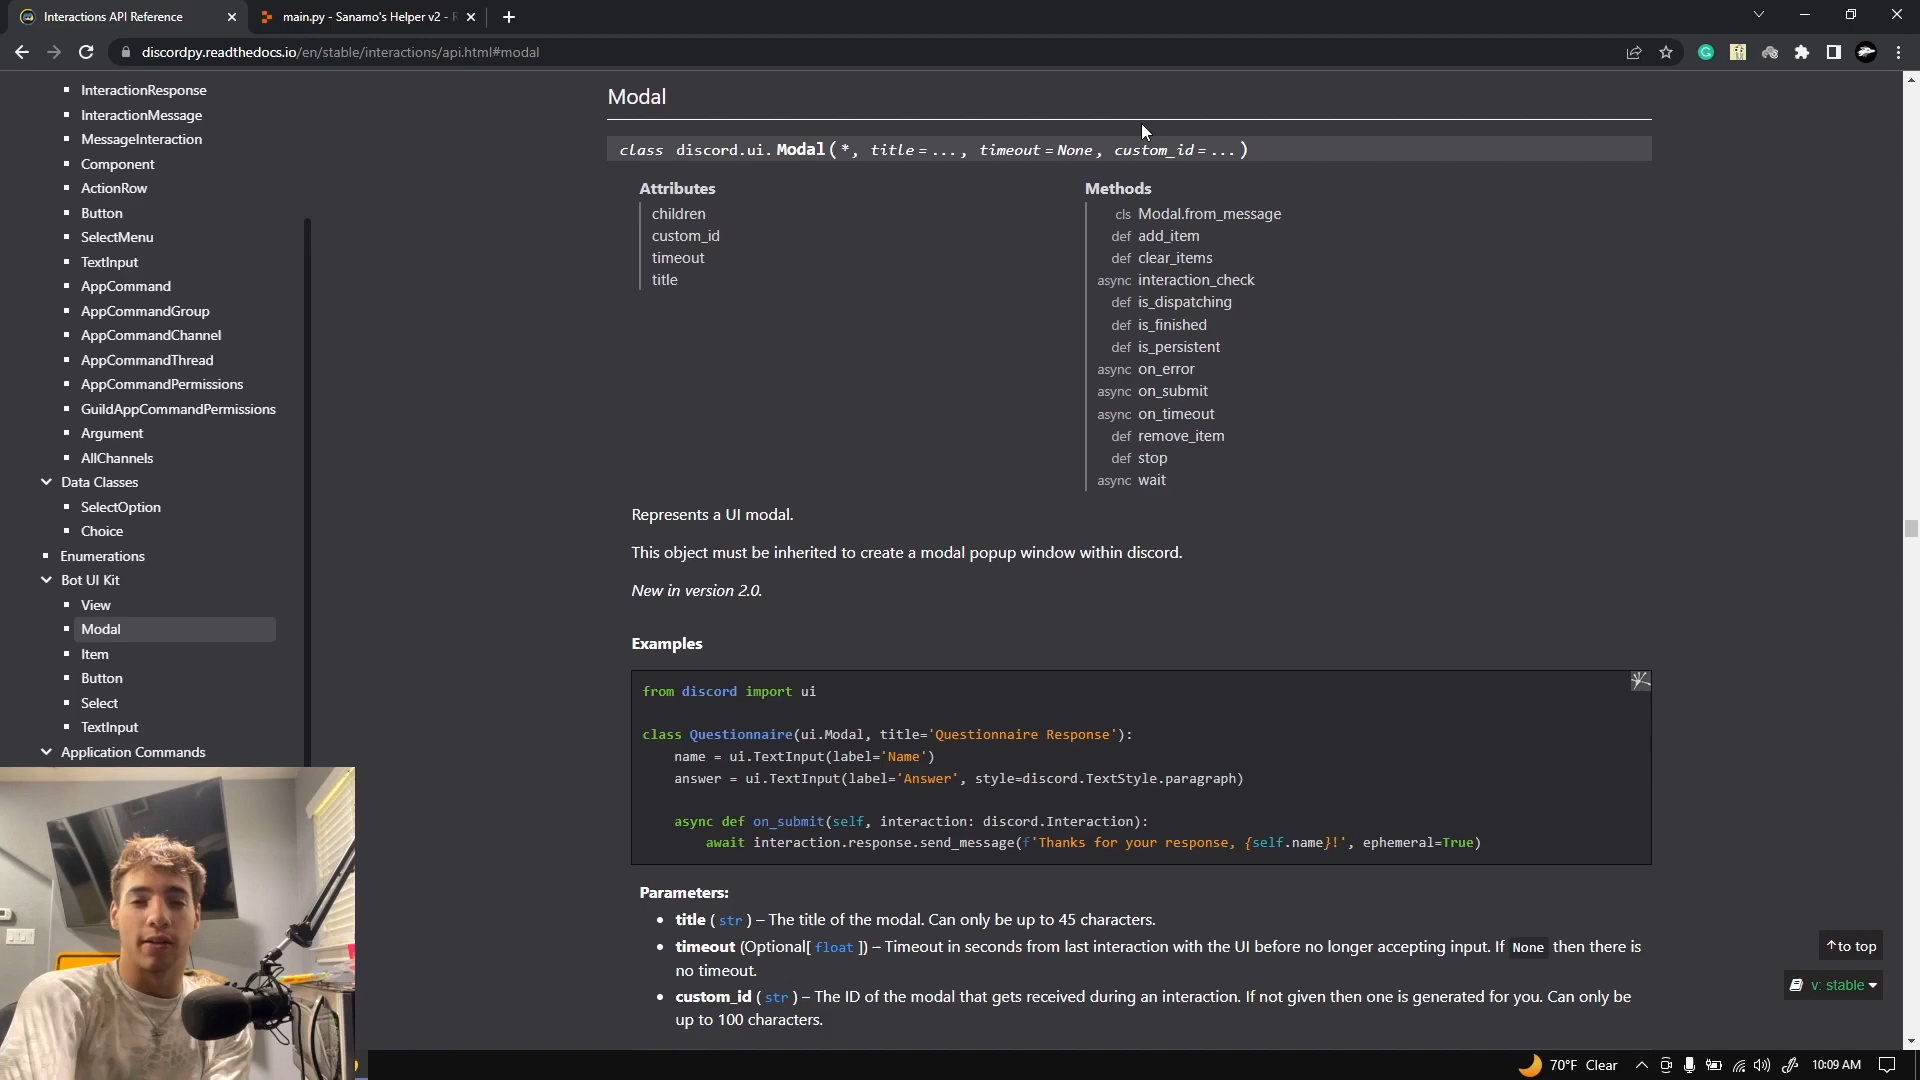 Interactions API Reference
main.py - Sanamo's Helper v2 - R
discordpy.readthedocs.io/en/stable/interactions/api.html#modal
InteractionResponse
InteractionMessage
MessageInteraction
Component
ActionRow
Button
SelectMenu
TextInput
AppCommand
AppCommandGroup
AppCommandChannel
AppCommandThread
AppCommandPermissions
GuildAppCommandPermissions
Argument
AllChannels
Data Classes
SelectOption
Choice
Enumerations
Bot UI Kit
View
Modal
Item
Button
Select
TextInput
Application Commands
Modal
class discord.ui.Modal(*, title=..., timeout=None, custom_id=...)
Attributes
children
custom_id
timeout
title
Methods
cls Modal.from_message
def add_item
def clear_items
async interaction_check
def is_dispatching
def is_finished
def is_persistent
async on_error
async on_submit
async on_timeout
def remove_item
def stop
async wait
Represents a UI modal.
This object must be inherited to create a modal popup window within discord.
New in version 2.0.
Examples
from discord import ui
class Questionnaire(ui.Modal, title='Questionnaire Response'):
name = ui.TextInput(label='Name')
answer = ui.TextInput(label='Answer', style=discord.TextStyle.paragraph)
async def on_submit(self, interaction: discord.Interaction):
await interaction.response.send_message(f'Thanks for your response, {self.name}!', ephemeral=True)
Parameters:
title (str) – The title of the modal. Can only be up to 45 characters.
timeout (Optional[float]) – Timeout in seconds from last interaction with the UI before no longer accepting input. If None then there is
no timeout.
custom_id (str) – The ID of the modal that gets received during an interaction. If not given then one is generated for you. Can only be
up to 100 characters.
↑to top
v: stable
70°F Clear
10:09 AM